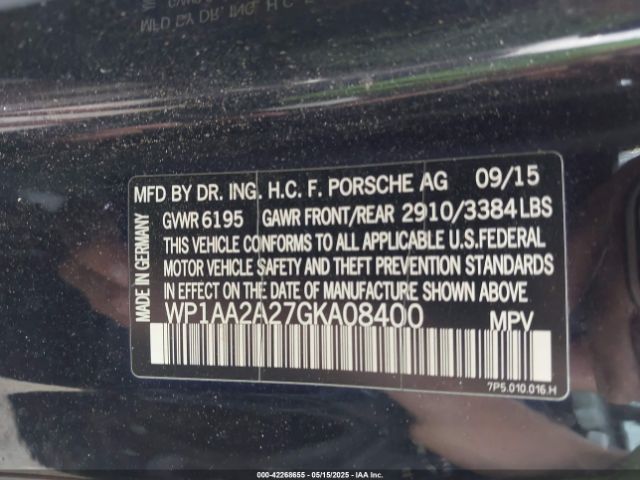 MFD BY DR. ING. H.C. F. PORSCHE AG 09/15
GVWR 6195 GAWR FRONT/REAR 2910/3384 LBS
THIS VEHICLE CONFORMS TO ALL APPLICABLE U.S.FEDERAL
MOTOR VEHICLE SAFETY AND THEFT PREVENTION STANDARDS
IN EFFECT ON THE DATE OF MANUFACTURE SHOWN ABOVE
WP1AA2A27GKA08400 MPV
MADE IN GERMANY
7P5.010.016.H
000-42268655 - 05/15/2025 - IAA Inc.